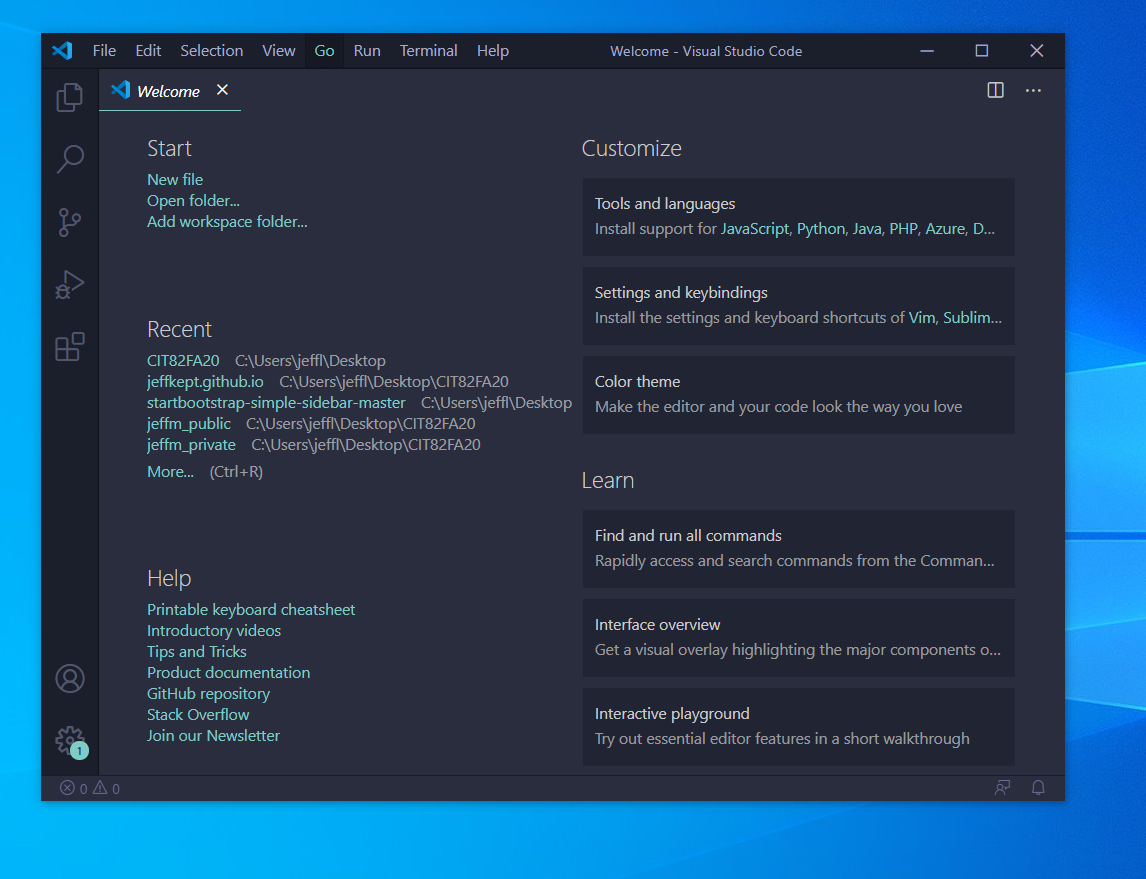 File Edit Selection View Go Run Terminal Help Welcome - Visual Studio Code
Welcome
Start
New file
Open folder...
Add workspace folder...
Recent
CIT82FA20 C:\Users\jeffl\Desktop
jeffkept.github.io C:\Users\jeffl\Desktop\CIT82FA20
startbootstrap-simple-sidebar-master C:\Users\jeffl\Desktop
jeffm_public C:\Users\jeffl\Desktop\CIT82FA20
jeffm_private C:\Users\jeffl\Desktop\CIT82FA20
More... (Ctrl+R)
Help
Printable keyboard cheatsheet
Introductory videos
Tips and Tricks
Product documentation
GitHub repository
Stack Overflow
Join our Newsletter
Customize
Tools and languages
Install support for JavaScript, Python, Java, PHP, Azure, D...
Settings and keybindings
Install the settings and keyboard shortcuts of Vim, Sublim...
Color theme
Make the editor and your code look the way you love
Learn
Find and run all commands
Rapidly access and search commands from the Comman...
Interface overview
Get a visual overlay highlighting the major components o...
Interactive playground
Try out essential editor features in a short walkthrough
1
0 0